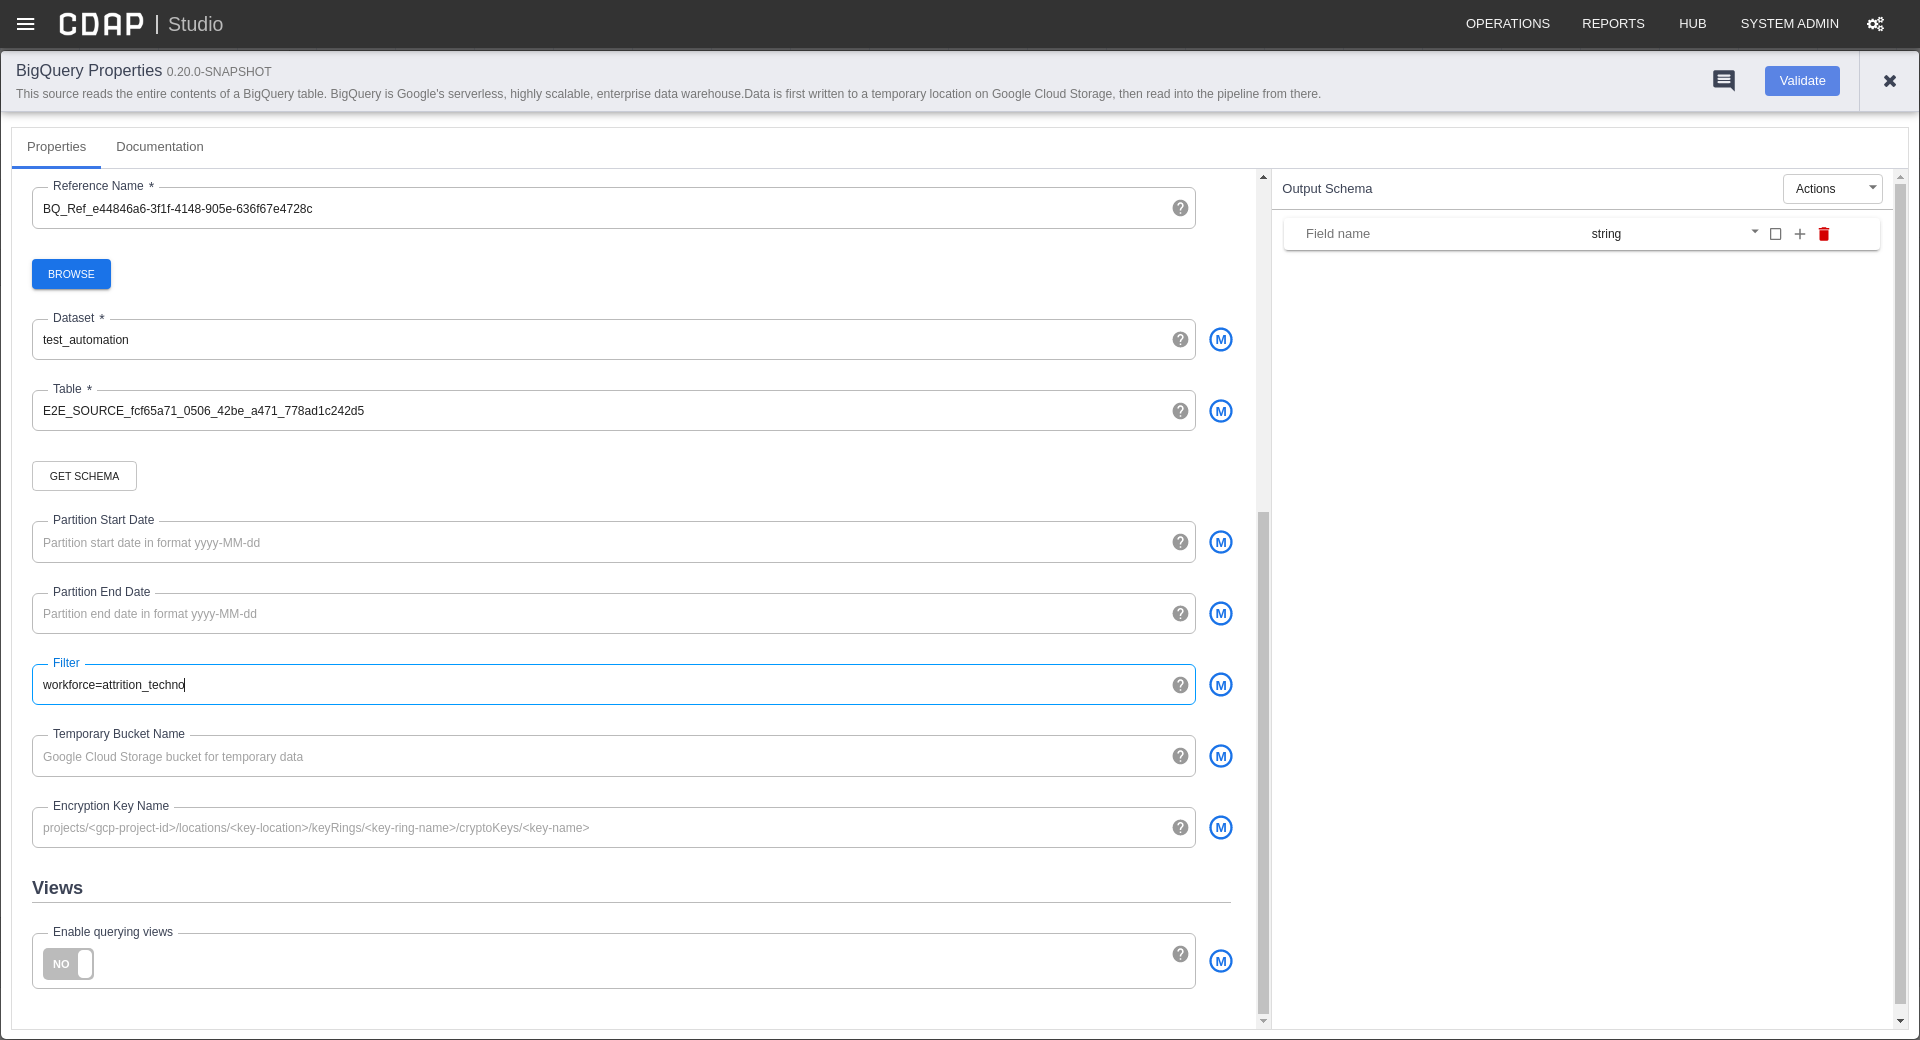 CDAP | Studio
OPERATIONS REPORTS HUB SYSTEM ADMIN
BigQuery Properties 0.20.0-SNAPSHOT
This source reads the entire contents of a BigQuery table. BigQuery is Google's serverless, highly scalable, enterprise data warehouse.Data is first written to a temporary location on Google Cloud Storage, then read into the pipeline from there.
Validate
Properties Documentation
Reference Name *
BQ_Ref_e44846a6-3f1f-4148-905e-636f67e4728c
BROWSE
Dataset *
test_automation
M
Table *
E2E_SOURCE_fcf65a71_0506_42be_a471_778ad1c242d5
M
GET SCHEMA
Partition Start Date
Partition start date in format yyyy-MM-dd
M
Partition End Date
Partition end date in format yyyy-MM-dd
M
Filter
workforce=attrition_techno
M
Temporary Bucket Name
Google Cloud Storage bucket for temporary data
M
Encryption Key Name
projects/<gcp-project-id>/locations/<key-location>/keyRings/<key-ring-name>/cryptoKeys/<key-name>
M
Views
Enable querying views
NO
M
Output Schema
Actions
Field name string